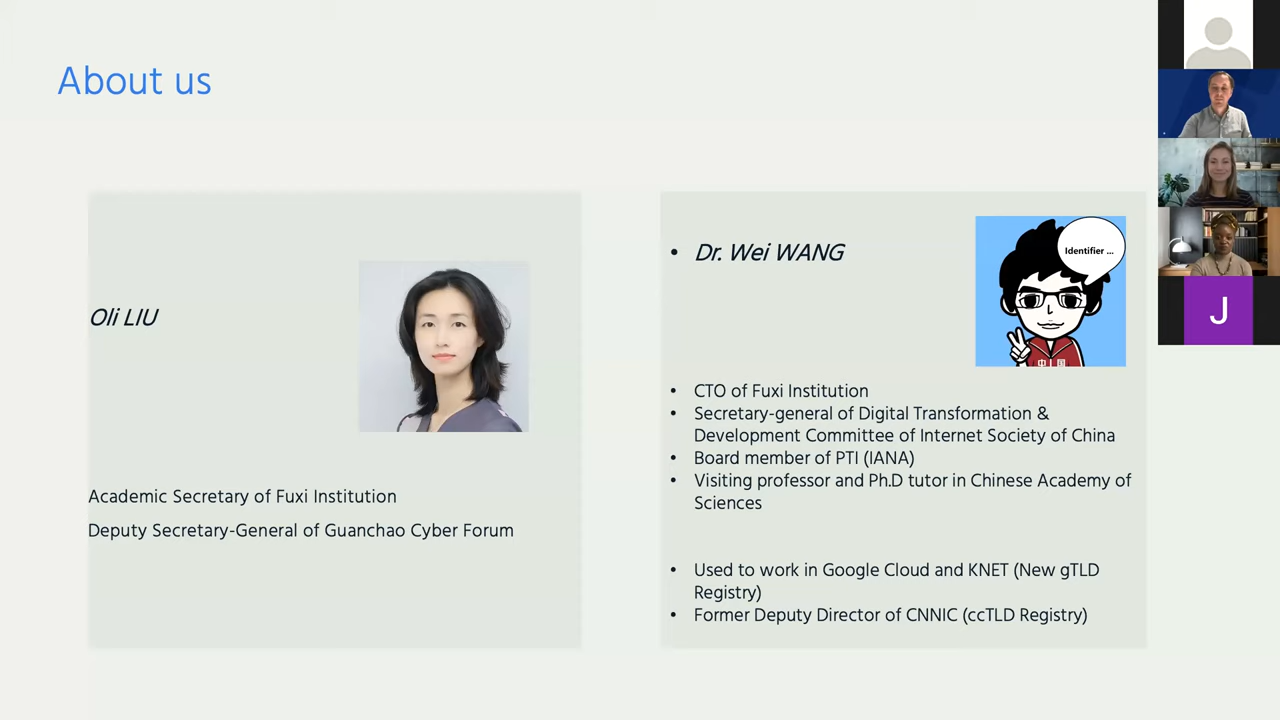 About us
Oli LIU
Academic Secretary of Fuxi Institution
Deputy Secretary-General of Guanchao Cyber Forum
• Dr. Wei WANG
Identifier ...
中国
• CTO of Fuxi Institution
• Secretary-general of Digital Transformation &
Development Committee of Internet Society of China
• Board member of PTI (IANA)
• Visiting professor and Ph.D tutor in Chinese Academy of
Sciences
• Used to work in Google Cloud and KNET (New gTLD
Registry)
• Former Deputy Director of CNNIC (ccTLD Registry)
J